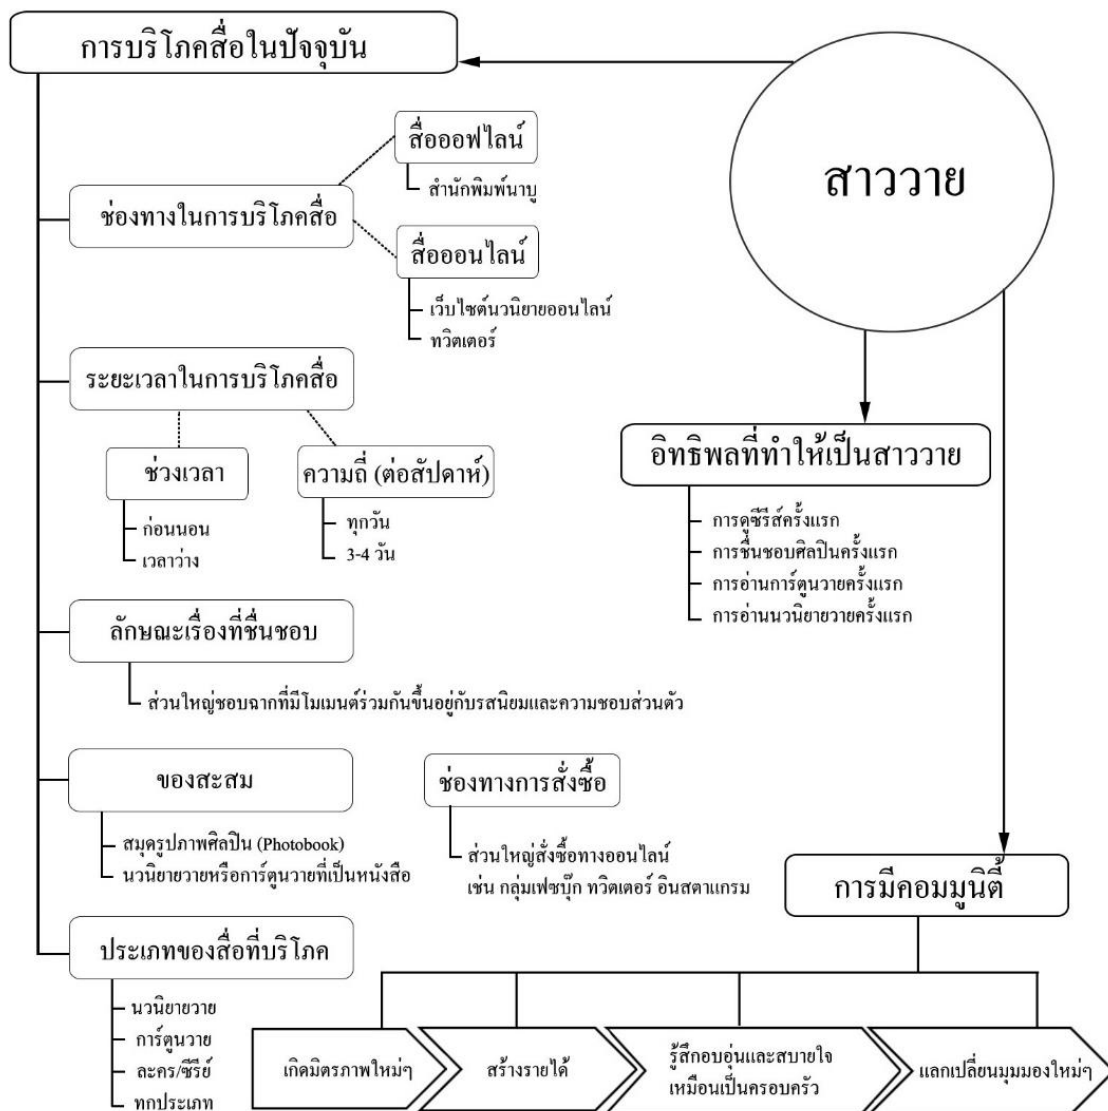 การบริโภคสื่อในปัจจุบัน
สาววาย
สื่อออฟไลน์
สำนักพิมพ์นาบู
ช่องทางในการบริโภคสื่อ
สื่อออนไลน์
เว็บไซต์นวนิยายออนไลน์
ทวิตเตอร์
ระยะเวลาในการบริโภคสื่อ
ช่วงเวลา
ก่อนนอน
เวลาว่าง
ความถี่ (ต่อสัปดาห์)
ทุกวัน
3-4 วัน
อิทธิพลที่ทำให้เป็นสาววาย
การดูซีรีส์ครั้งแรก
การชื่นชอบศิลปินครั้งแรก
การอ่านการ์ตูนวายครั้งแรก
การอ่านนวนิยายวายครั้งแรก
ลักษณะเรื่องที่ชื่นชอบ
ส่วนใหญ่ชอบฉากที่มีโมเมนต์ร่วมกันขึ้นอยู่กับรสนิยมและความชอบส่วนตัว
ของสะสม
สมุดรูปภาพศิลปิน (Photobook)
นวนิยายวายหรือการ์ตูนวายที่เป็นหนังสือ
ช่องทางการสั่งซื้อ
ส่วนใหญ่สั่งซื้อทางออนไลน์
เช่น กลุ่มเฟซบุ๊ก ทวิตเตอร์ อินสตาแกรม
การมีคอมมูนิตี้
ประเภทของสื่อที่บริโภค
นวนิยายวาย
การ์ตูนวาย
ละคร/ซีรีย์
ทุกประเภท
เกิดมิตรภาพใหม่ๆ
สร้างรายได้
รู้สึกอบอุ่นและสบายใจ
เหมือนเป็นครอบครัว
แลกเปลี่ยนมุมมองใหม่ๆ